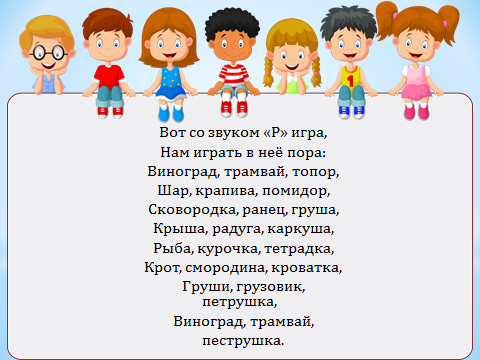 Вот со звуком «Р» игра,
Нам играть в неё пора:
Виноград, трамвай, топор,
Шар, крапива, помидор,
Сковородка, ранец, груша,
Крыша, радуга, каркуша,
Рыба, курочка, тетрадка,
Крот, смородина, кроватка,
Груши, грузовик,
петрушка,
Виноград, трамвай,
пеструшка.
1